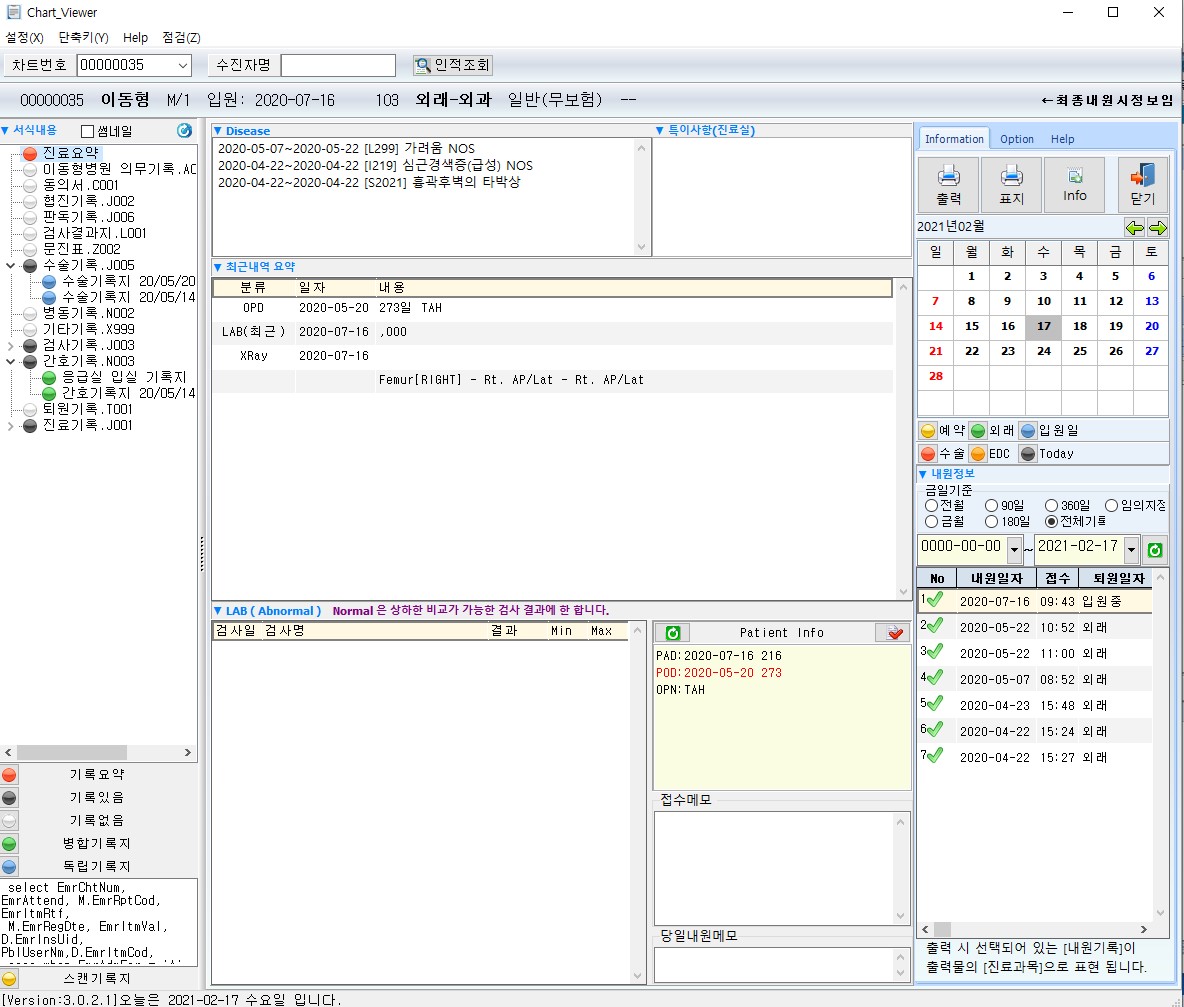 Chart_Viewer
설정(X) 단축키(Y) Help 점검(Z)
차트번호 00000035 수진자명 인적조회
00000035 이동형 M/1 입원: 2020-07-16 103 외래-외과 일반(무보험) -- ←최종내원시정보임
▼ 서식내용 썸네일
진료요약
이동형병원 의무기록.AC
동의서.C001
협진기록.J002
판독기록.J006
검사결과지.L001
문진표.Z002
수술기록.J005
수술기록지 20/05/20
수술기록지 20/05/14
병동기록.N002
기타기록.X999
검사기록.J003
간호기록.N003
응급실 입실 기록지
간호기록지 20/05/14
퇴원기록.T001
진료기록.J001
기록요약
기록있음
기록없음
병합기록지
독립기록지
select EmrChtNum,
EmrAttend, M.EmrRptCod,
EmrItmRtf,
M.EmrRegDte, EmrItmVal,
D.EmrInsUid,
PblUserNm,D.EmrItmCod,
스캔기록지
▼ Disease
2020-05-07~2020-05-22 [L299] 가려움 NOS
2020-04-22~2020-04-22 [I219] 심근경색증(급성) NOS
2020-04-22~2020-04-22 [S2021] 흉곽후벽의 타박상
▼ 특이사항(진료실)
▼ 최근내역 요약
분류 일자 내용
OPD 2020-05-20 273일 TAH
LAB(최근) 2020-07-16 ,000
XRay 2020-07-16
Femur[RIGHT] - Rt. AP/Lat - Rt. AP/Lat
▼ LAB ( Abnormal ) Normal 은 상하한 비교가 가능한 검사 결과에 한 합니다.
검사일 검사명 결과 Min Max
Patient Info
PAD:2020-07-16 216
POD:2020-05-20 273
OPN:TAH
접수메모
당일내원메모
Information Option Help
출력 표지 Info 닫기
2021년02월
일 월 화 수 목 금 토
1 2 3 4 5 6
7 8 9 10 11 12 13
14 15 16 17 18 19 20
21 22 23 24 25 26 27
28
예약 외래 입원일
수술 EDC Today
▼ 내원정보
금일기준
전월 90일 360일 임의지정
금월 180일 전체기록
0000-00-00 ~ 2021-02-17
No 내원일자 접수 퇴원일자
1 2020-07-16 09:43 입원중
2 2020-05-22 10:52 외래
3 2020-05-22 11:00 외래
4 2020-05-07 08:52 외래
5 2020-04-23 15:48 외래
6 2020-04-22 15:24 외래
7 2020-04-22 15:27 외래
출력 시 선택되어 있는 [내원기록]이
출력물의 [진료과목]으로 표현 됩니다.
[Version:3.0.2.1]오늘은 2021-02-17 수요일 입니다.